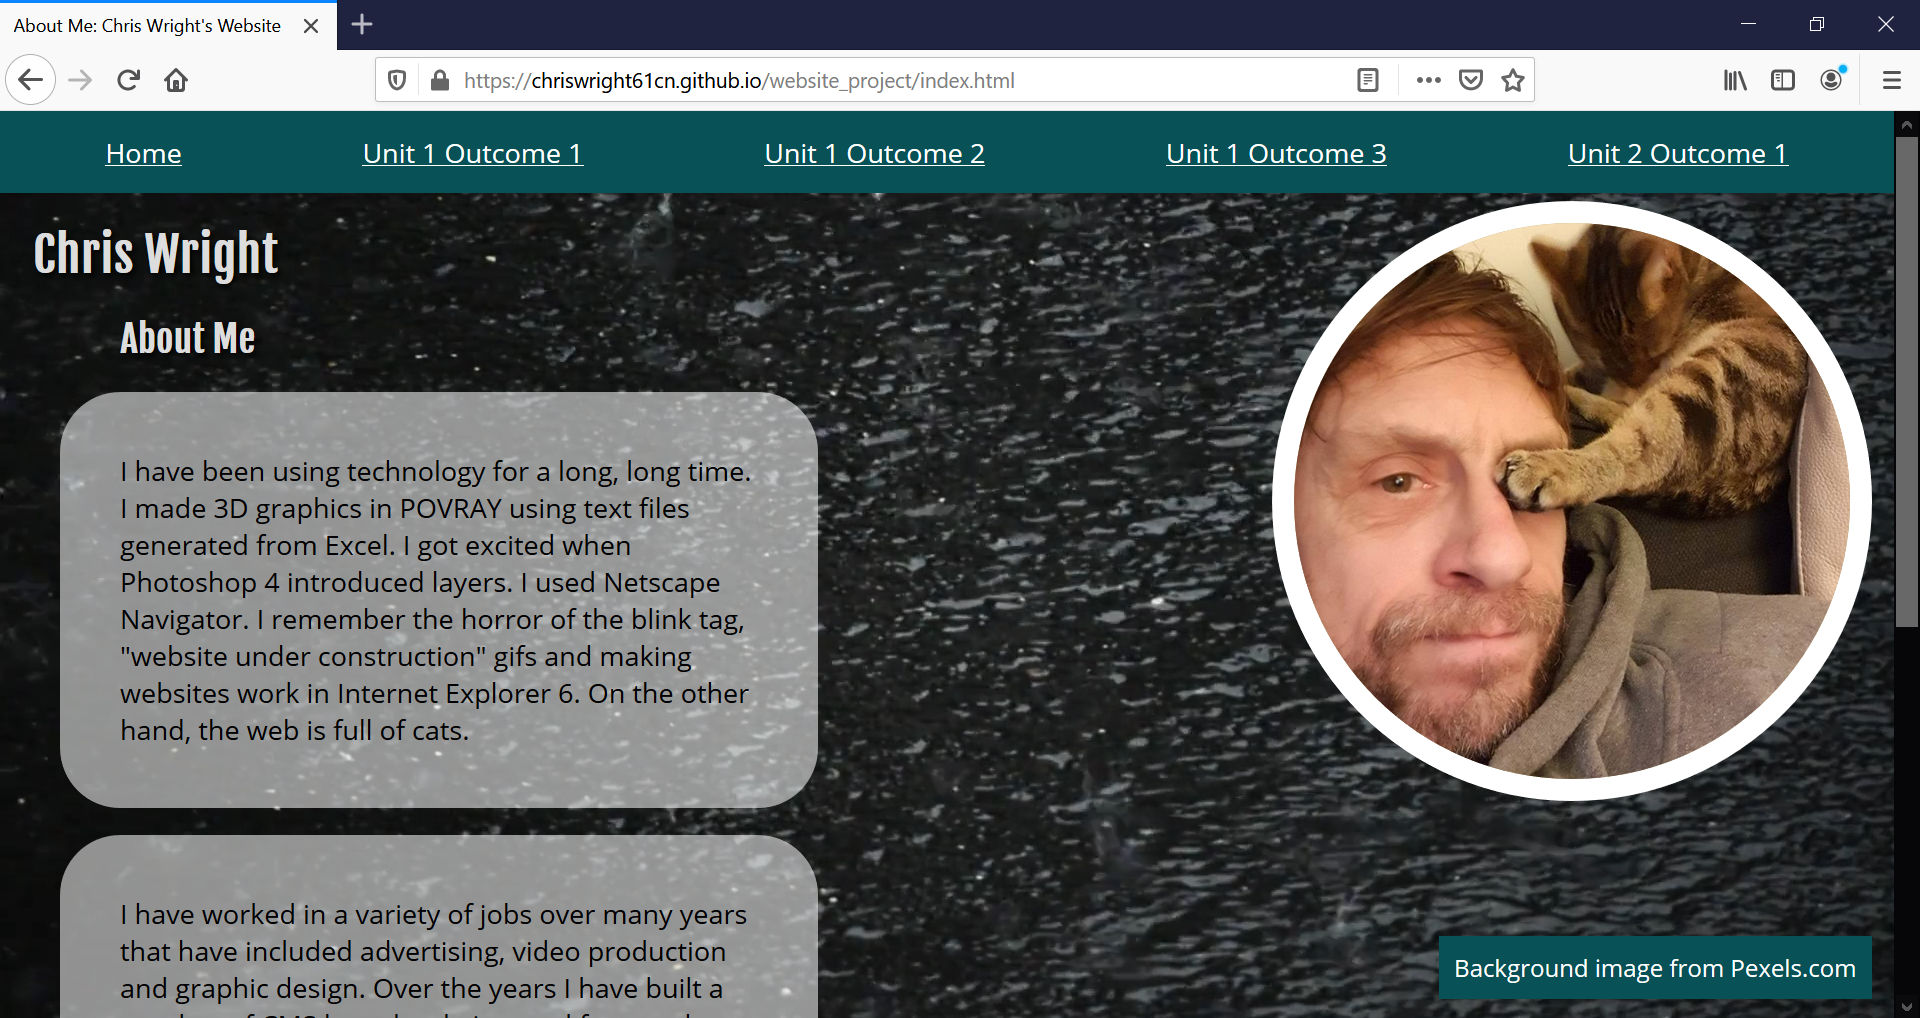 About Me: Chris Wright's Website
https://chriswright61cn.github.io/website_project/index.html
Home
Unit 1 Outcome 1
Unit 1 Outcome 2
Unit 1 Outcome 3
Unit 2 Outcome 1
Chris Wright
About Me
I have been using technology for a long, long time.
I made 3D graphics in POVRAY using text files
generated from Excel. I got excited when
Photoshop 4 introduced layers. I used Netscape
Navigator. I remember the horror of the blink tag,
"website under construction" gifs and making
websites work in Internet Explorer 6. On the other
hand, the web is full of cats.
I have worked in a variety of jobs over many years
that have included advertising, video production
and graphic design. Over the years I have built a
Background image from Pexels.com